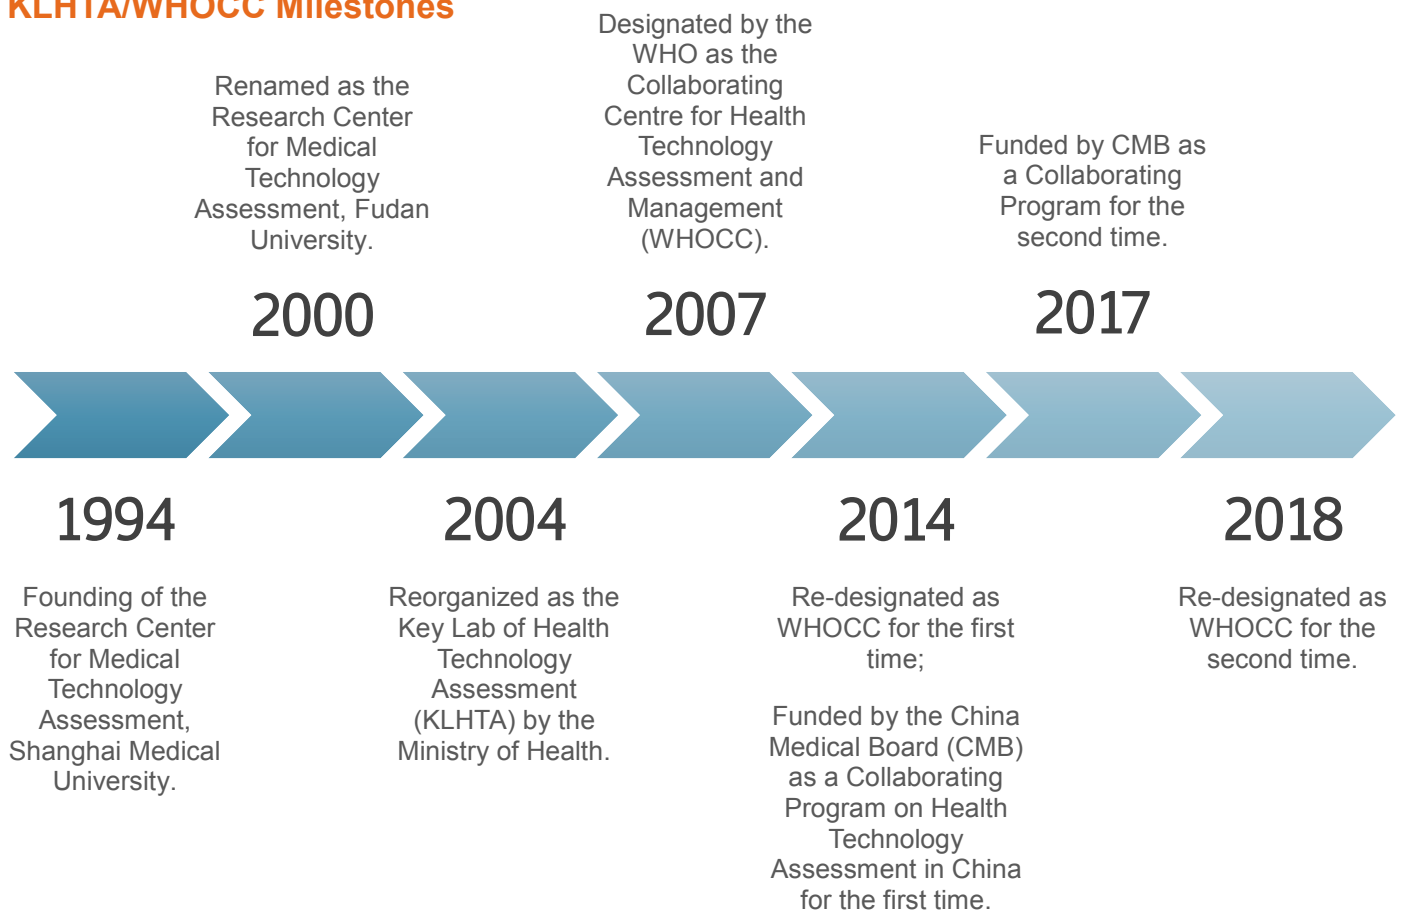 KLHTA/WHOCC Milestones
Renamed as the
Research Center
for Medical
Technology
Assessment, Fudan
University.
Designated by the
WHO as the
Collaborating
Centre for Health
Technology
Assessment and
Management
(WHOCC).
Funded by CMB as
a Collaborating
Program for the
second time.
2000
2007
2017
1994
2004
2014
2018
Founding of the
Research Center
for Medical
Technology
Assessment,
Shanghai Medical
University.
Reorganized as the
Key Lab of Health
Technology
Assessment
(KLHTA) by the
Ministry of Health.
Re-designated as
WHOCC for the first
time;
Funded by the China
Medical Board (CMB)
as a Collaborating
Program on Health
Technology
Assessment in China
for the first time.
Re-designated as
WHOCC for the
second time.